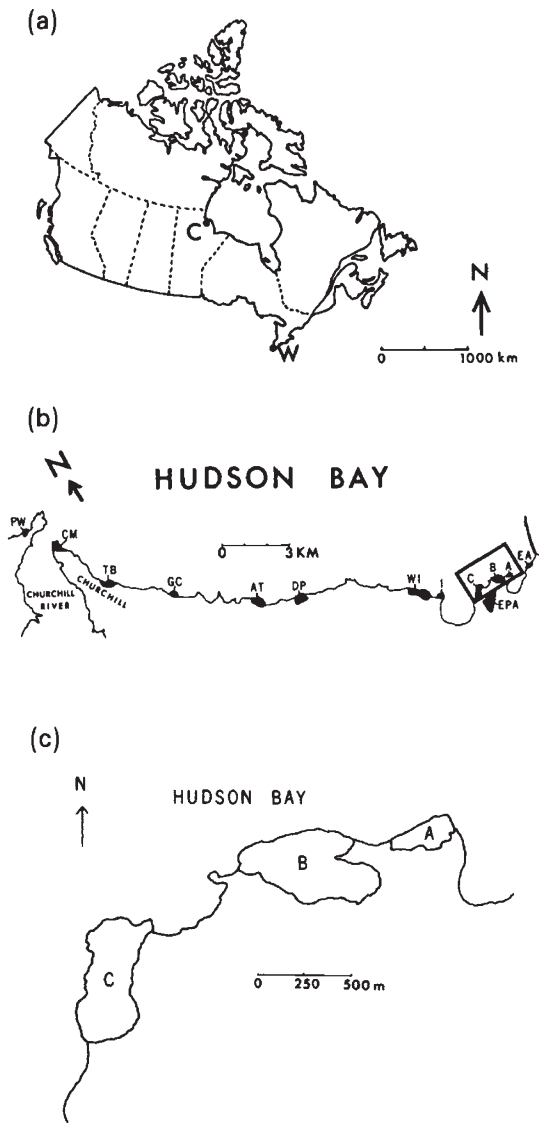 (a)
C
N
W
0 1000 km
(b)
N
HUDSON BAY
PW
CM
0 3 KM
EA
TB
GC
AT
DP
WI
1
C
B
A
CHURCHILL
RIVER
CHURCHILL
EPA
(c)
N
HUDSON BAY
A
B
C
0 250 500 m